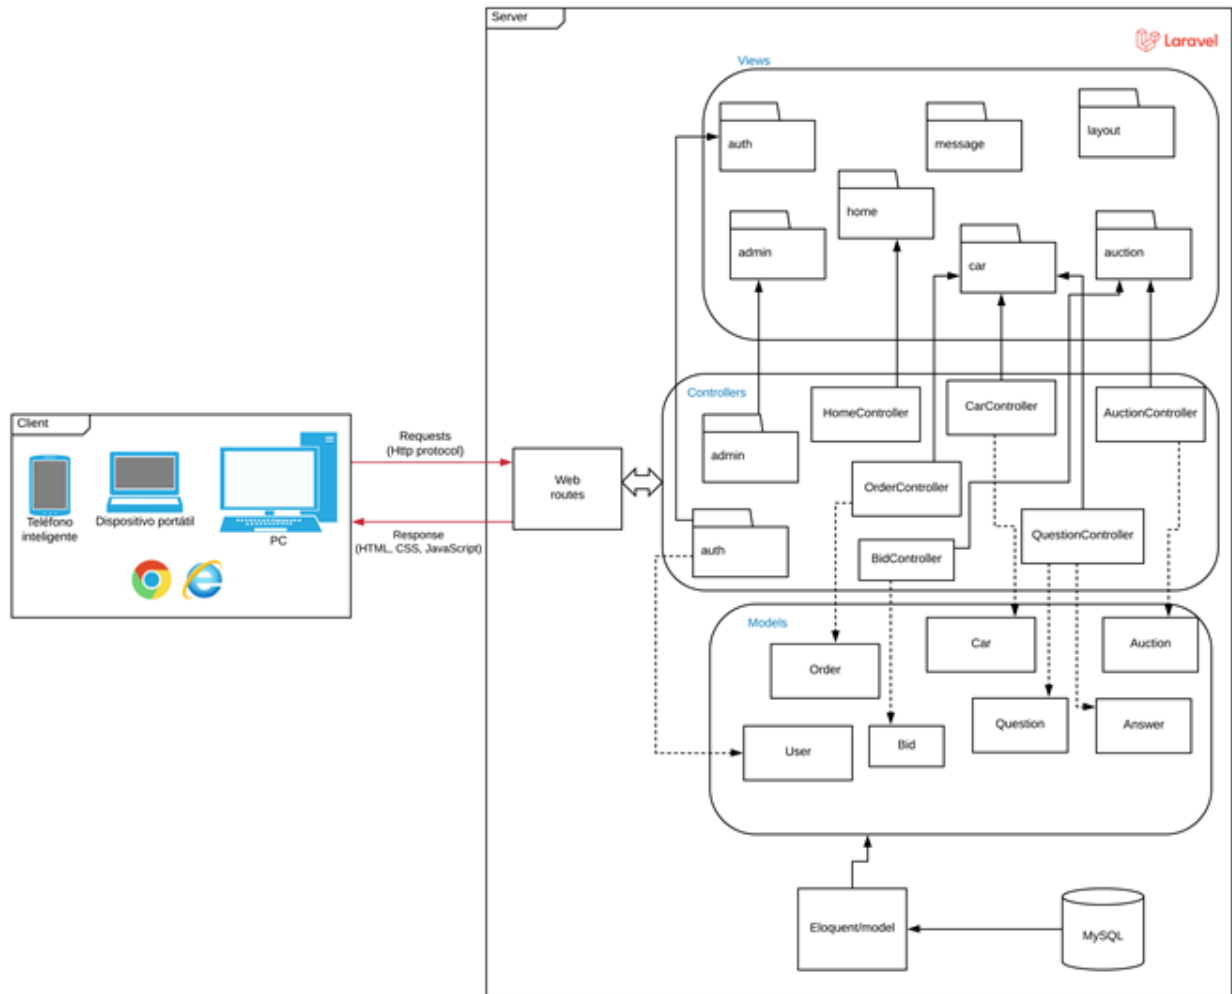 Server
Laravel
Views
auth
message
layout
home
admin
car
auction
Controllers
HomeController
CarController
AuctionController
admin
OrderController
auth
BidController
QuestionController
Client
Teléfono
inteligente
Dispositivo portátil
PC
Requests
(Http protocol)
Response
(HTML, CSS, JavaScript)
Web
routes
Models
Order
Car
Auction
User
Bid
Question
Answer
Eloquent/model
MySQL